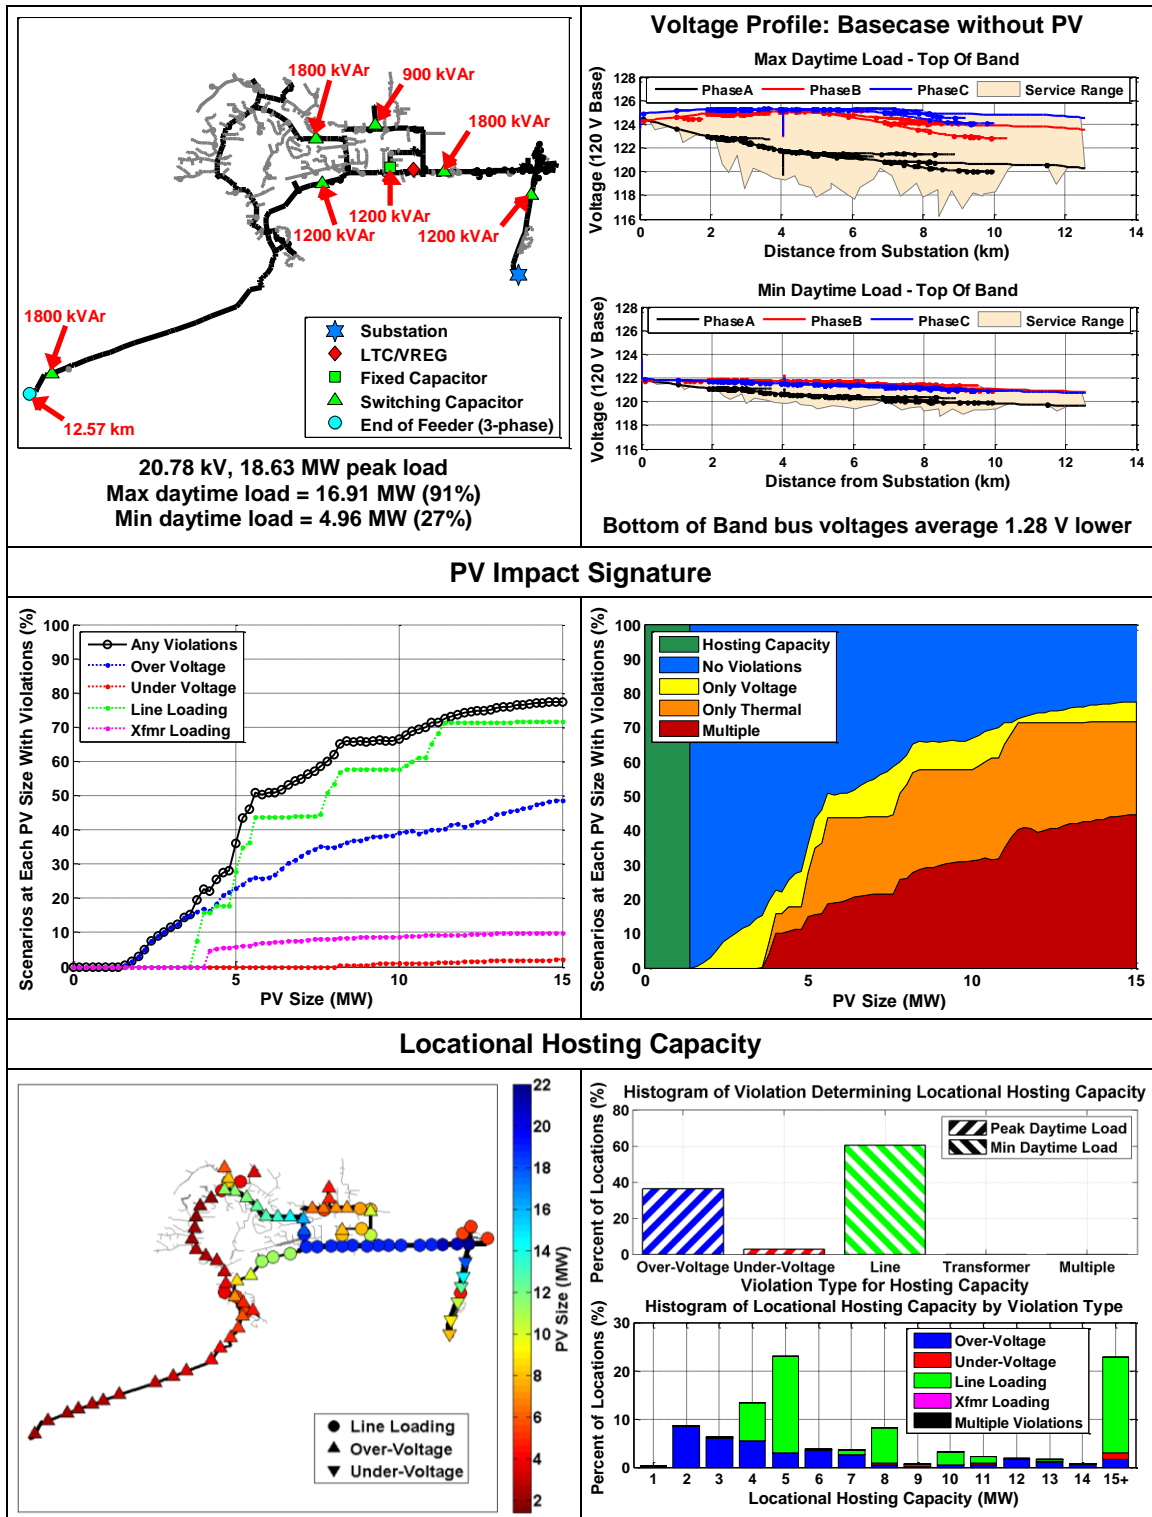 1800 kVAr
900 kVAr
1800 kVAr
1200 kVAr
1200 kVAr
1200 kVAr
1800 kVAr
12.57 km
Substation
LTC/VREG
Fixed Capacitor
Switching Capacitor
End of Feeder (3-phase)
20.78 kV, 18.63 MW peak load
Max daytime load = 16.91 MW (91%)
Min daytime load = 4.96 MW (27%)
Voltage Profile: Basecase without PV
Max Daytime Load - Top Of Band
Voltage (120 V Base)
128
126
124
122
120
118
116
PhaseA
PhaseB
PhaseC
Service Range
0 2 4 6 8 10 12 14
Distance from Substation (km)
Min Daytime Load - Top Of Band
Voltage (120 V Base)
128
126
124
122
120
118
116
PhaseA
PhaseB
PhaseC
Service Range
0 2 4 6 8 10 12 14
Distance from Substation (km)
Bottom of Band bus voltages average 1.28 V lower
PV Impact Signature
Scenarios at Each PV Size With Violations (%)
100
90
80
70
60
50
40
30
20
10
0
Any Violations
Over Voltage
Under Voltage
Line Loading
Xfmr Loading
0 5 10 15
PV Size (MW)
Scenarios at Each PV Size With Violations (%)
100
90
80
70
60
50
40
30
20
10
0
Hosting Capacity
No Violations
Only Voltage
Only Thermal
Multiple
0 5 10 15
PV Size (MW)
Locational Hosting Capacity
22
20
18
16
14
12
10
8
6
4
2
PV Size (MW)
Line Loading
Over-Voltage
Under-Voltage
Histogram of Violation Determining Locational Hosting Capacity
Percent of Locations (%)
80
60
40
20
0
Peak Daytime Load
Min Daytime Load
Over-Voltage Under-Voltage Line Transformer Multiple
Violation Type for Hosting Capacity
Histogram of Locational Hosting Capacity by Violation Type
Percent of Locations (%)
30
20
10
0
Over-Voltage
Under-Voltage
Line Loading
Xfmr Loading
Multiple Violations
1 2 3 4 5 6 7 8 9 10 11 12 13 14 15+
Locational Hosting Capacity (MW)